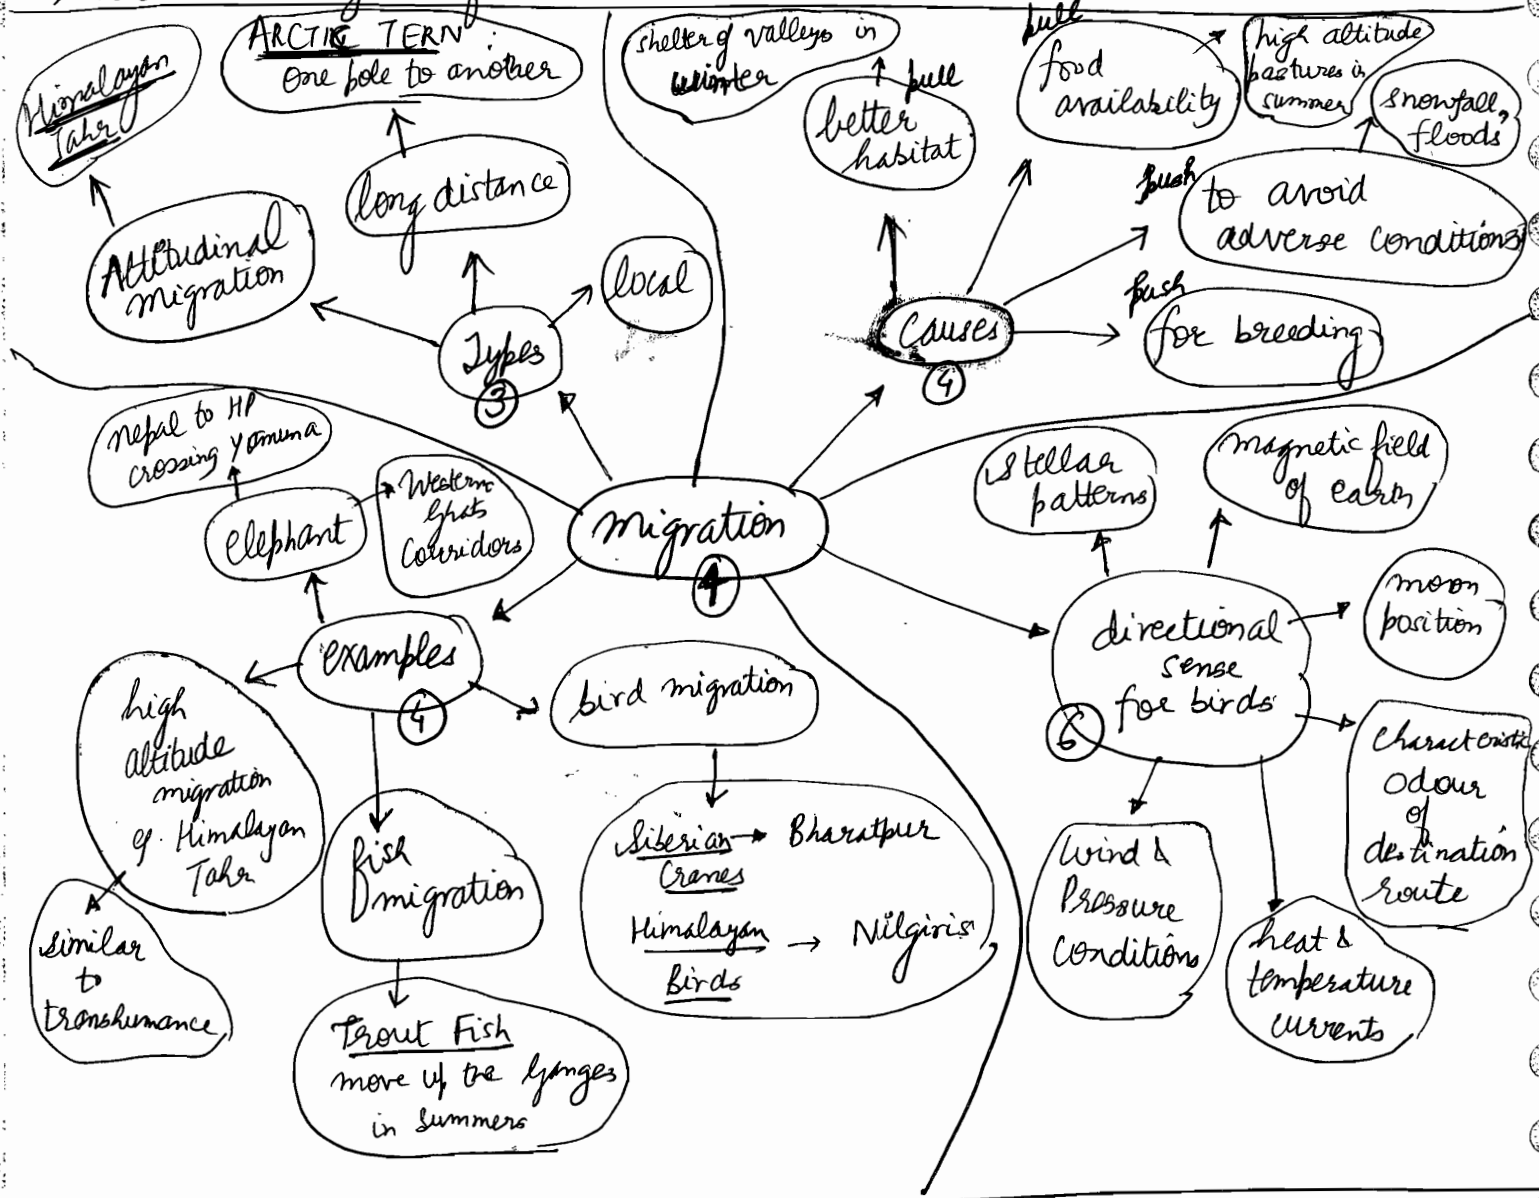 Himalayan
Tahr
ARCTIC TERN:
one pole to another
long distance
Altitudinal
migration
local
Types
3
shelter of valleys in
winter
pull
better
habitat
pull
food
availability
high altitude
pastures in
summer
snowfall,
floods
push
to avoid
adverse conditions
push
for breeding
causes
4
nepal to HP
crossing Yamuna
elephant
Western
Ghats
Corridors
migration
4
stellar
patterns
magnetic field
of earth
moon
position
directional
sense
for birds
6
characteristic
odour
of
destination
route
wind &
Pressure
conditions
heat &
temperature
currents
examples
4
high
altitude
migration
eg. Himalayan
Tahr
similar
to
transhumance
fish
migration
Trout Fish
move up the Ganges
in summers
bird migration
Siberian → Bharatpur
Cranes
Himalayan → Nilgiris
Birds